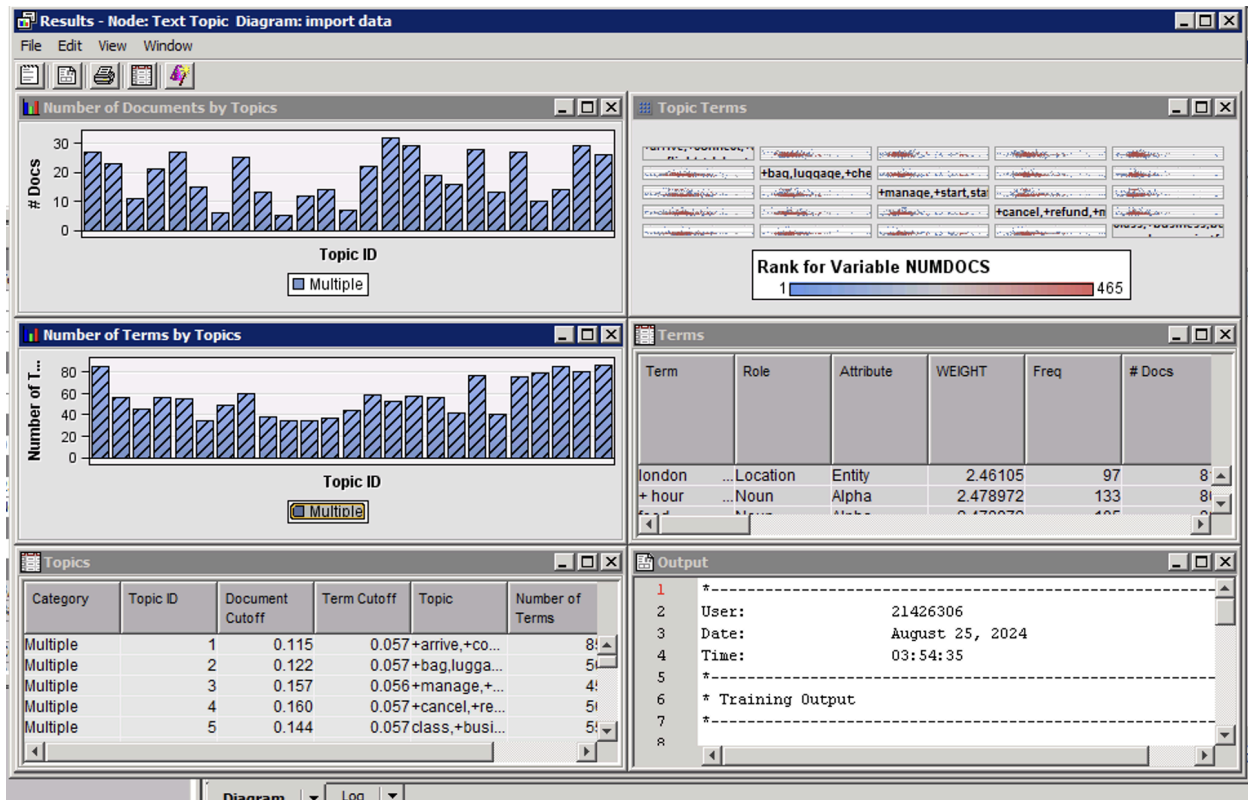 Results - Node: Text Topic Diagram: import data
File Edit View Window
Number of Documents by Topics
# Docs
30
20
10
0
Topic ID
Multiple
Topic Terms
+bag,luggage,+che
+manage,+start,sta
+cancel,+refund,+n
Rank for Variable NUMDOCS
1 465
Number of Terms by Topics
Number of T...
80
60
40
20
0
Topic ID
Multiple
Terms
Term Role Attribute WEIGHT Freq # Docs
london ...Location Entity 2.46105 97
+ hour ...Noun Alpha 2.478972 133
Topics
Category Topic ID Document Cutoff Term Cutoff Topic Number of Terms
Multiple 1 0.115 0.057 +arrive,+co...
Multiple 2 0.122 0.057 +bag,lugga...
Multiple 3 0.157 0.056 +manage,+...
Multiple 4 0.160 0.057 +cancel,+re...
Multiple 5 0.144 0.057 class,+busi...
Output
1 *------------------------------------------------------------
2 User: 21426306
3 Date: August 25, 2024
4 Time: 03:54:35
5 *------------------------------------------------------------
6 * Training Output
7 *------------------------------------------------------------
8
Diagram Log